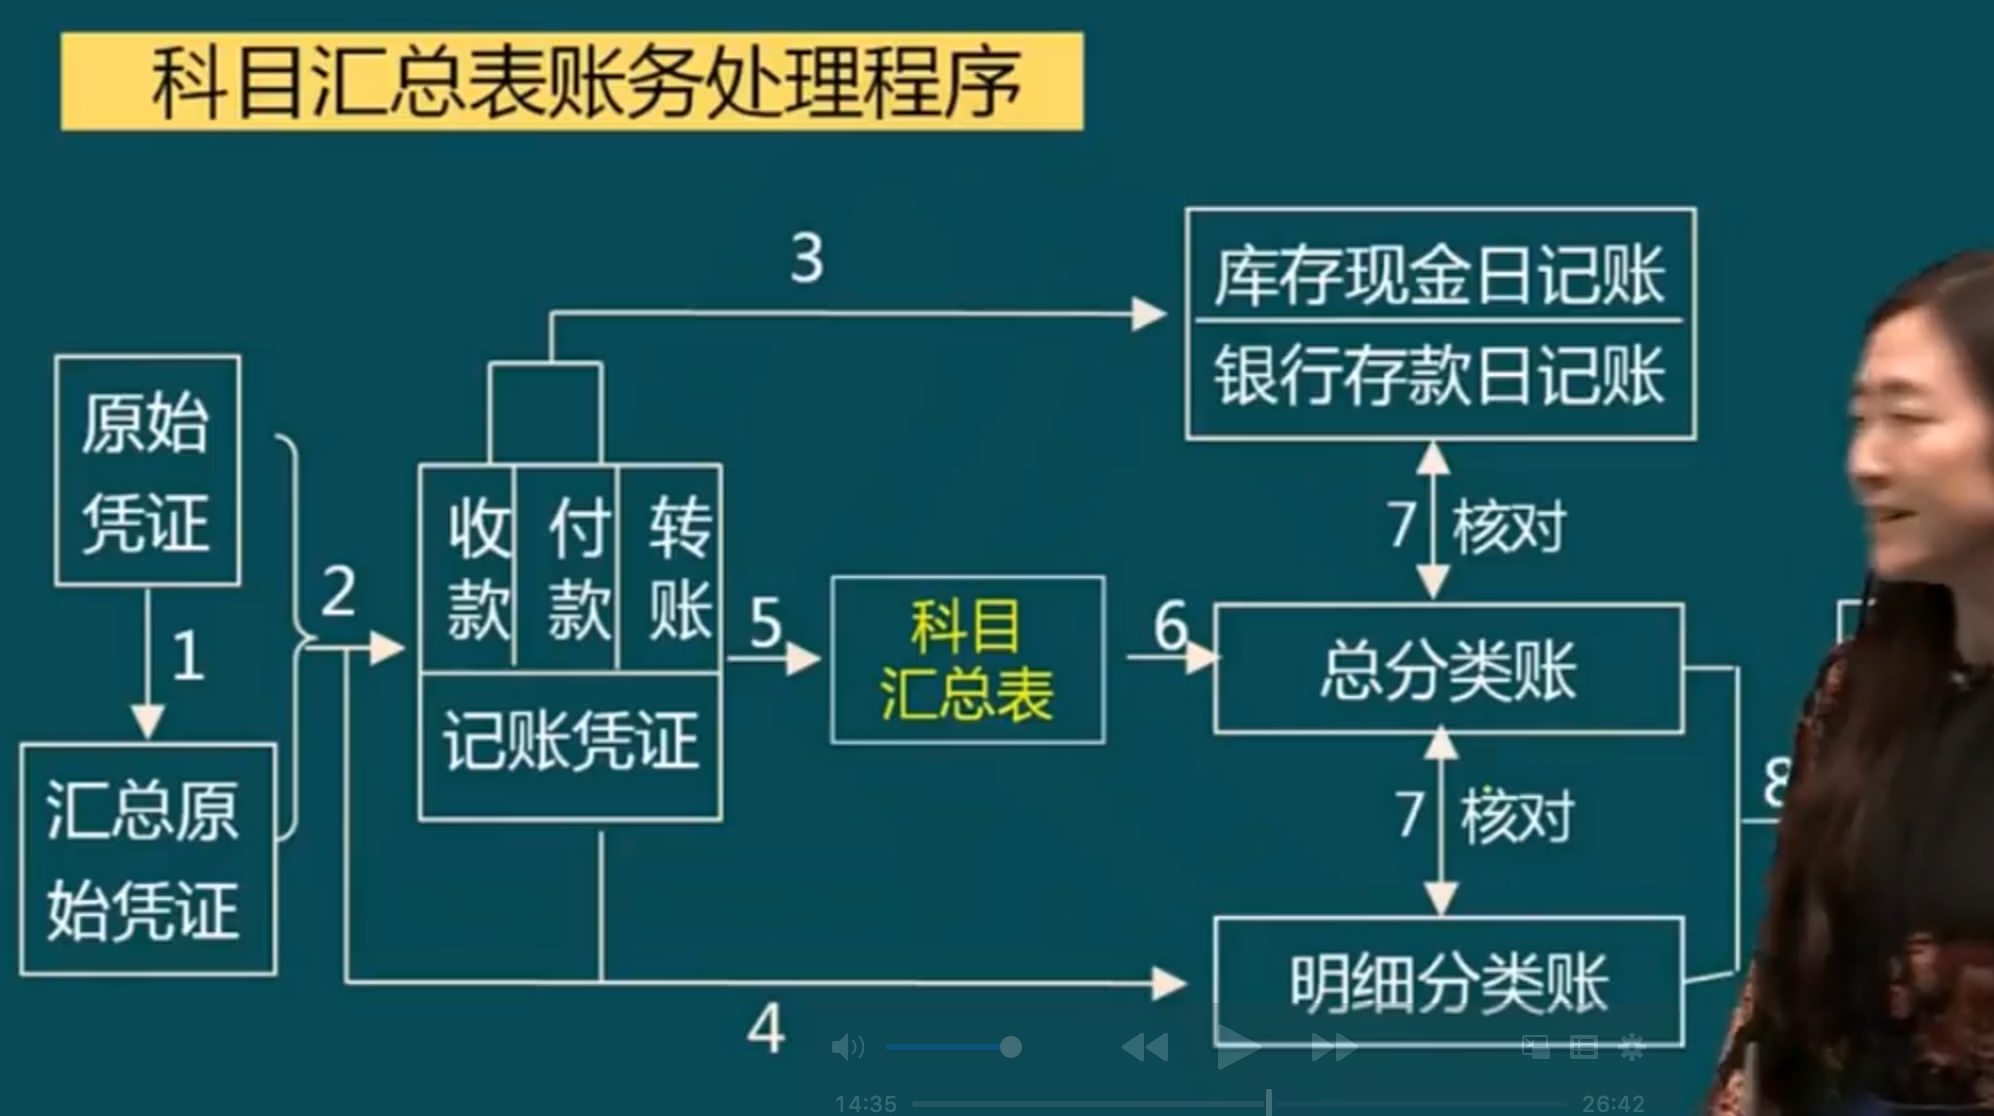 科目汇总表账务处理程序
3
库存现金日记账
银行存款日记账
原始
凭证
1
汇总原
始凭证
2
收款
付款
转账
记账凭证
5
科目
汇总表
6
7 核对
总分类账
7 核对
8
明细分类账
4
14:35
26:42